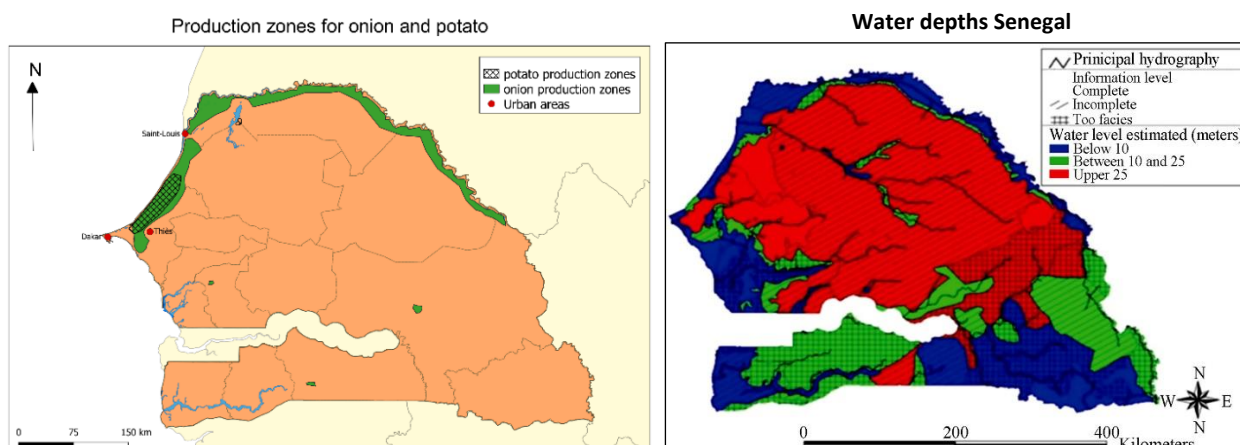 Production zones for onion and potato
N
potato production zones
onion production zones
Urban areas
Saint-Louis
Dakar
Thiès
0 75 150 km
Water depths Senegal
Prinicipal hydrography
Information level
Complete
Incomplete
Too facies
Water level estimated (meters)
Below 10
Between 10 and 25
Upper 25
N
N
W E
S
0 200 400
Kilometers